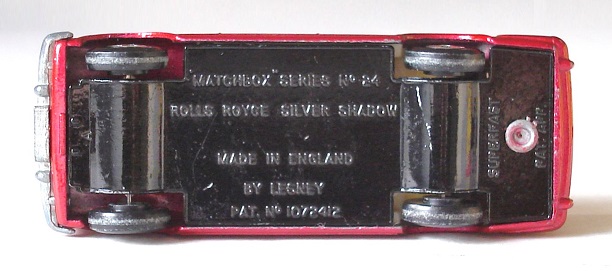 "MATCHBOX" SERIES Nº 24
ROLLS ROYCE SILVER SHADOW
MADE IN ENGLAND
BY LESNEY
PAT. Nº 1072412
SUPERFAST